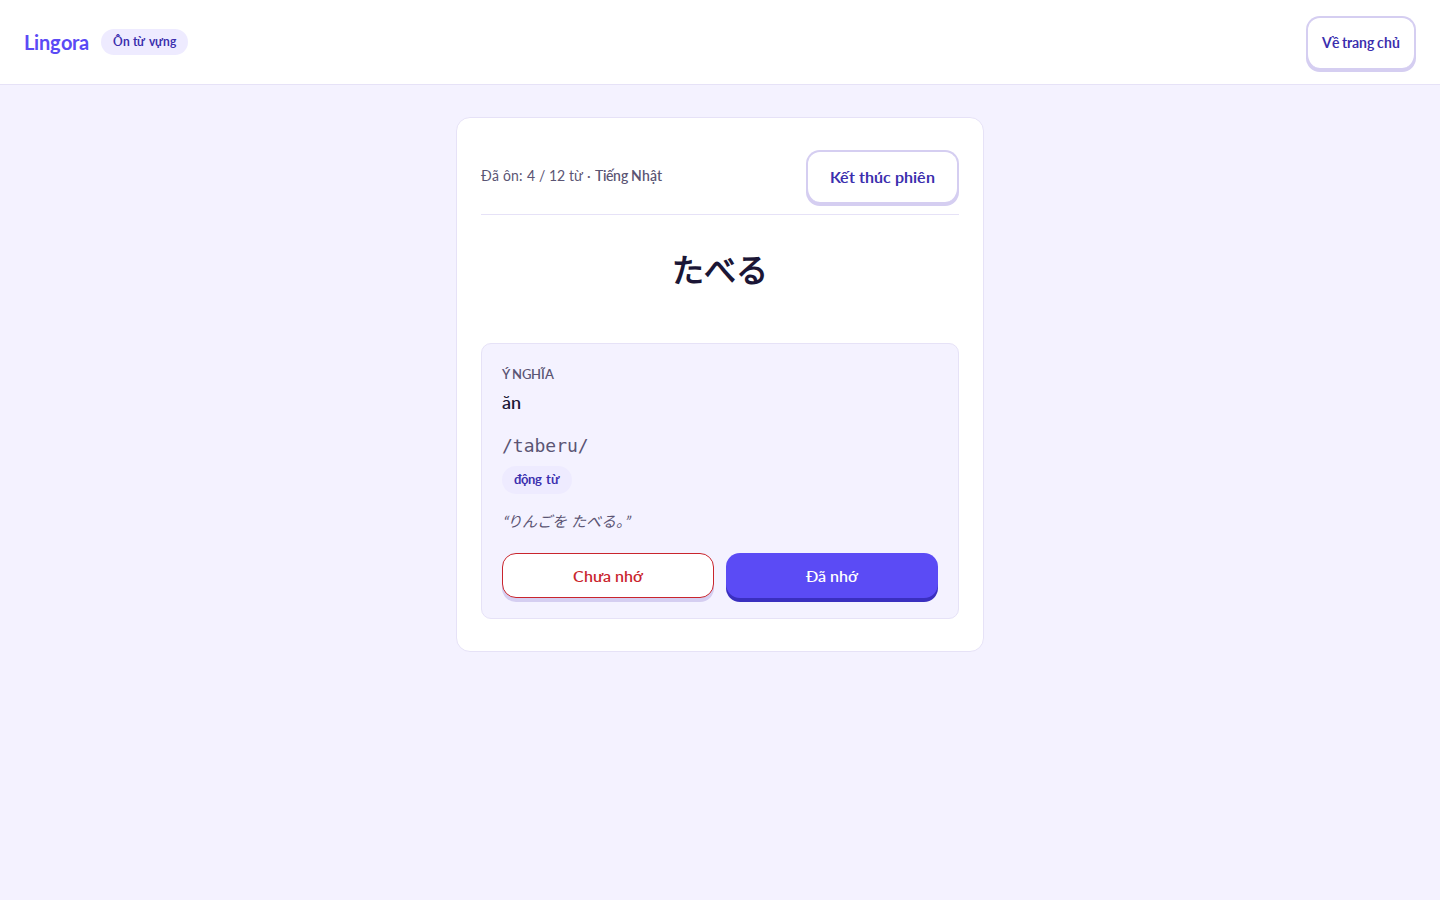 Lingora
Ôn từ vựng
Về trang chủ
Đã ôn: 4 / 12 từ · Tiếng Nhật
Kết thúc phiên
たべる
Ý NGHĨA
ăn
/taberu/
động từ
“りんごを たべる。”
Chưa nhớ
Đã nhớ